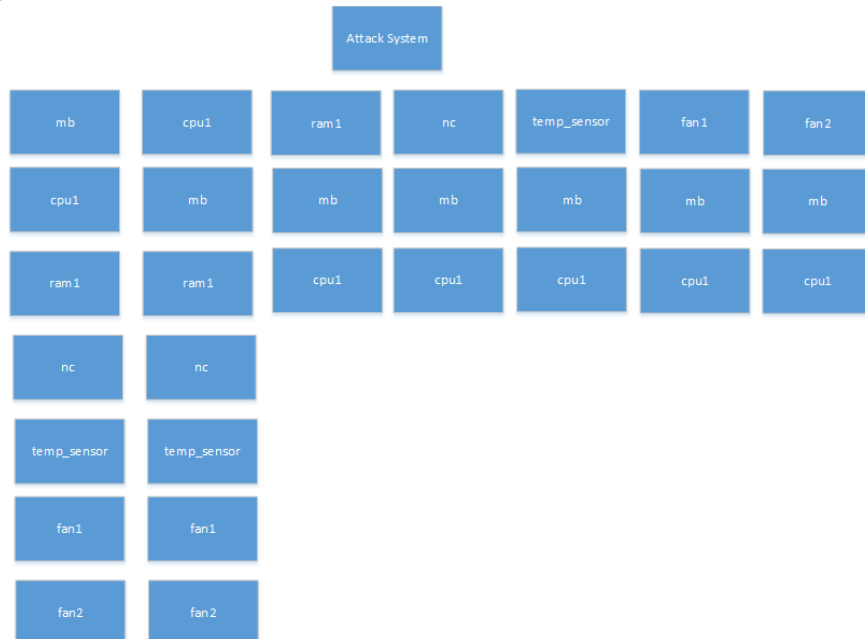 Attack System
mb cpu1 ram1 nc temp_sensor fan1 fan2
cpu1 mb mb mb mb mb mb
ram1 ram1 cpu1 cpu1 cpu1 cpu1 cpu1
nc nc
temp_sensor temp_sensor
fan1 fan1
fan2 fan2